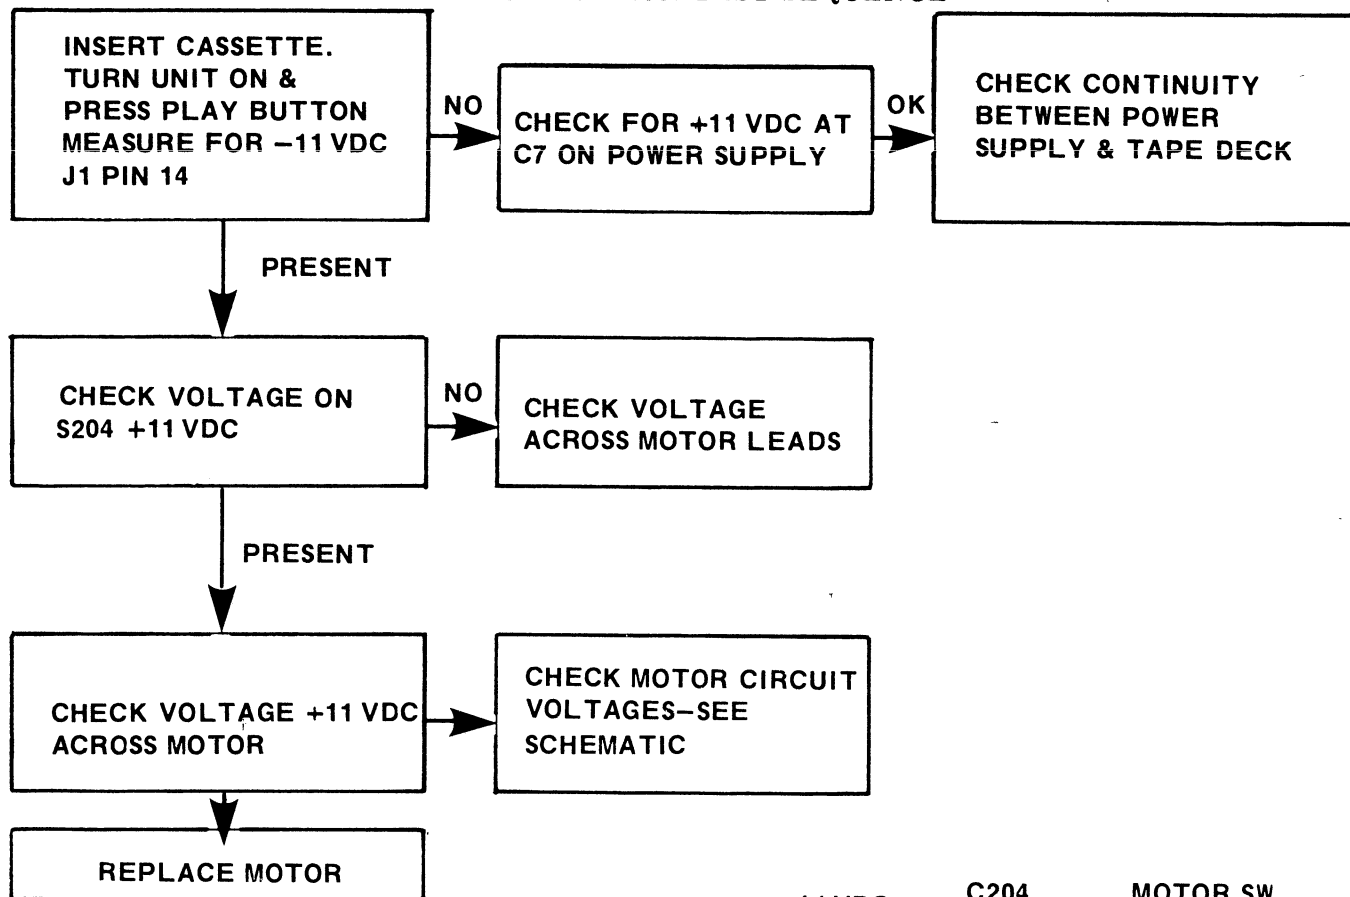 INSERT CASSETTE.
TURN UNIT ON &
PRESS PLAY BUTTON
MEASURE FOR –11 VDC
J1 PIN 14
NO
CHECK FOR +11 VDC AT
C7 ON POWER SUPPLY
OK
CHECK CONTINUITY
BETWEEN POWER
SUPPLY & TAPE DECK
PRESENT
CHECK VOLTAGE ON
S204 +11 VDC
NO
CHECK VOLTAGE
ACROSS MOTOR LEADS
PRESENT
CHECK VOLTAGE +11 VDC
ACROSS MOTOR
CHECK MOTOR CIRCUIT
VOLTAGES–SEE
SCHEMATIC
REPLACE MOTOR
C204
MOTOR SW